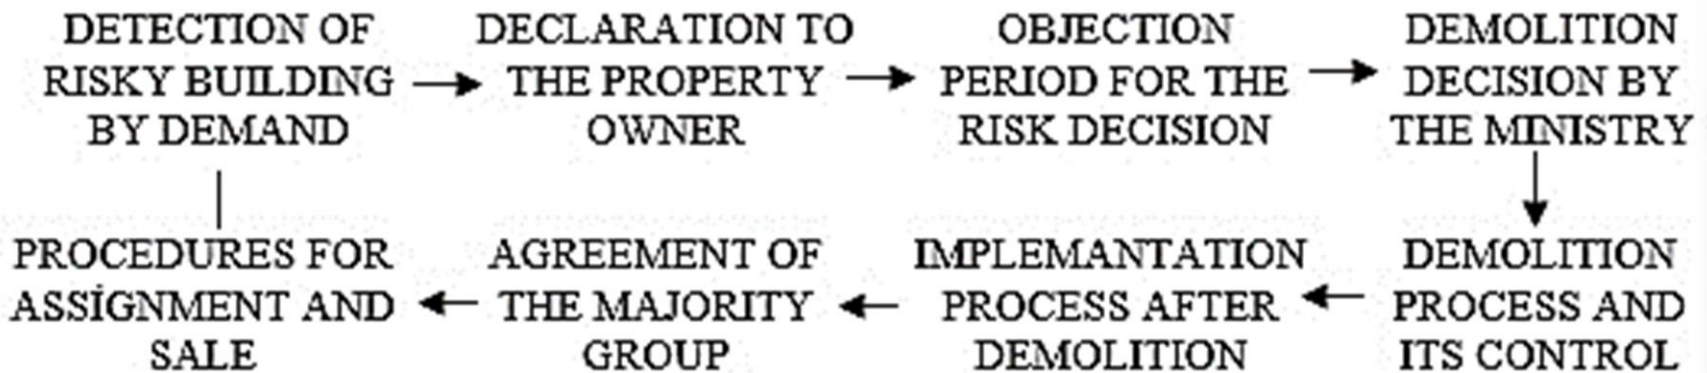 DETECTION OF
RISKY BUILDING
BY DEMAND
DECLARATION TO
THE PROPERTY
OWNER
OBJECTION
PERIOD FOR THE
RISK DECISION
DEMOLITION
DECISION BY
THE MINISTRY
DEMOLITION
PROCESS AND
ITS CONTROL
IMPLEMANTATION
PROCESS AFTER
DEMOLITION
AGREEMENT OF
THE MAJORITY
GROUP
PROCEDURES FOR
ASSİGNMENT AND
SALE